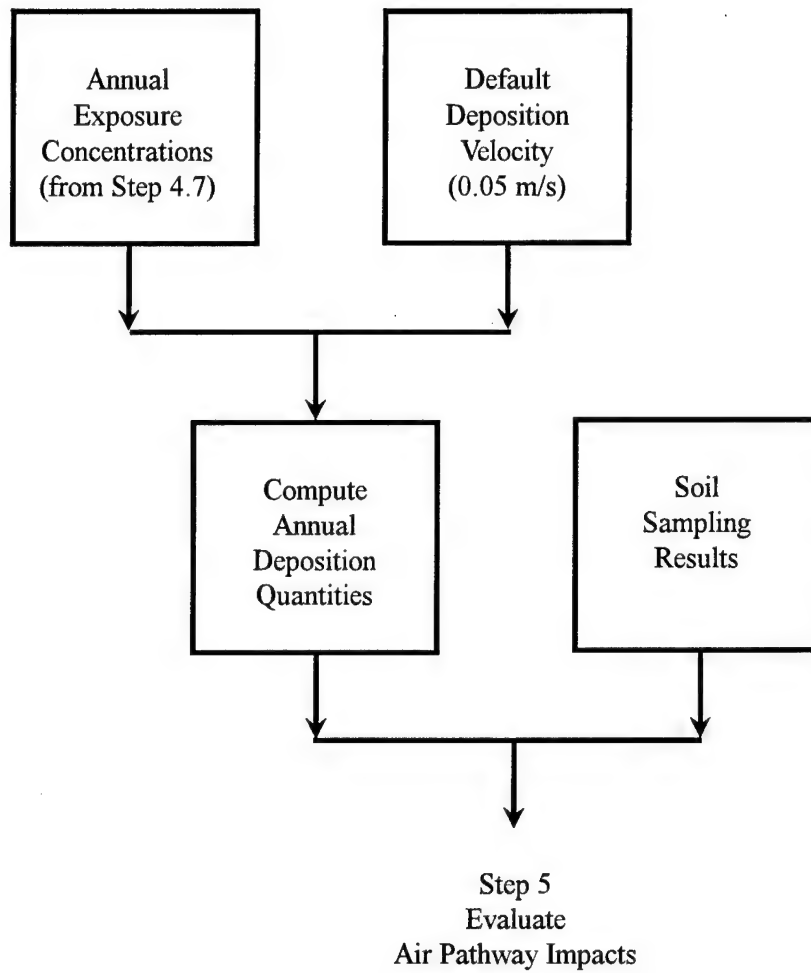 Annual
Exposure
Concentrations
(from Step 4.7)
Default
Deposition
Velocity
(0.05 m/s)
Compute
Annual
Deposition
Quantities
Soil
Sampling
Results
Step 5
Evaluate
Air Pathway Impacts